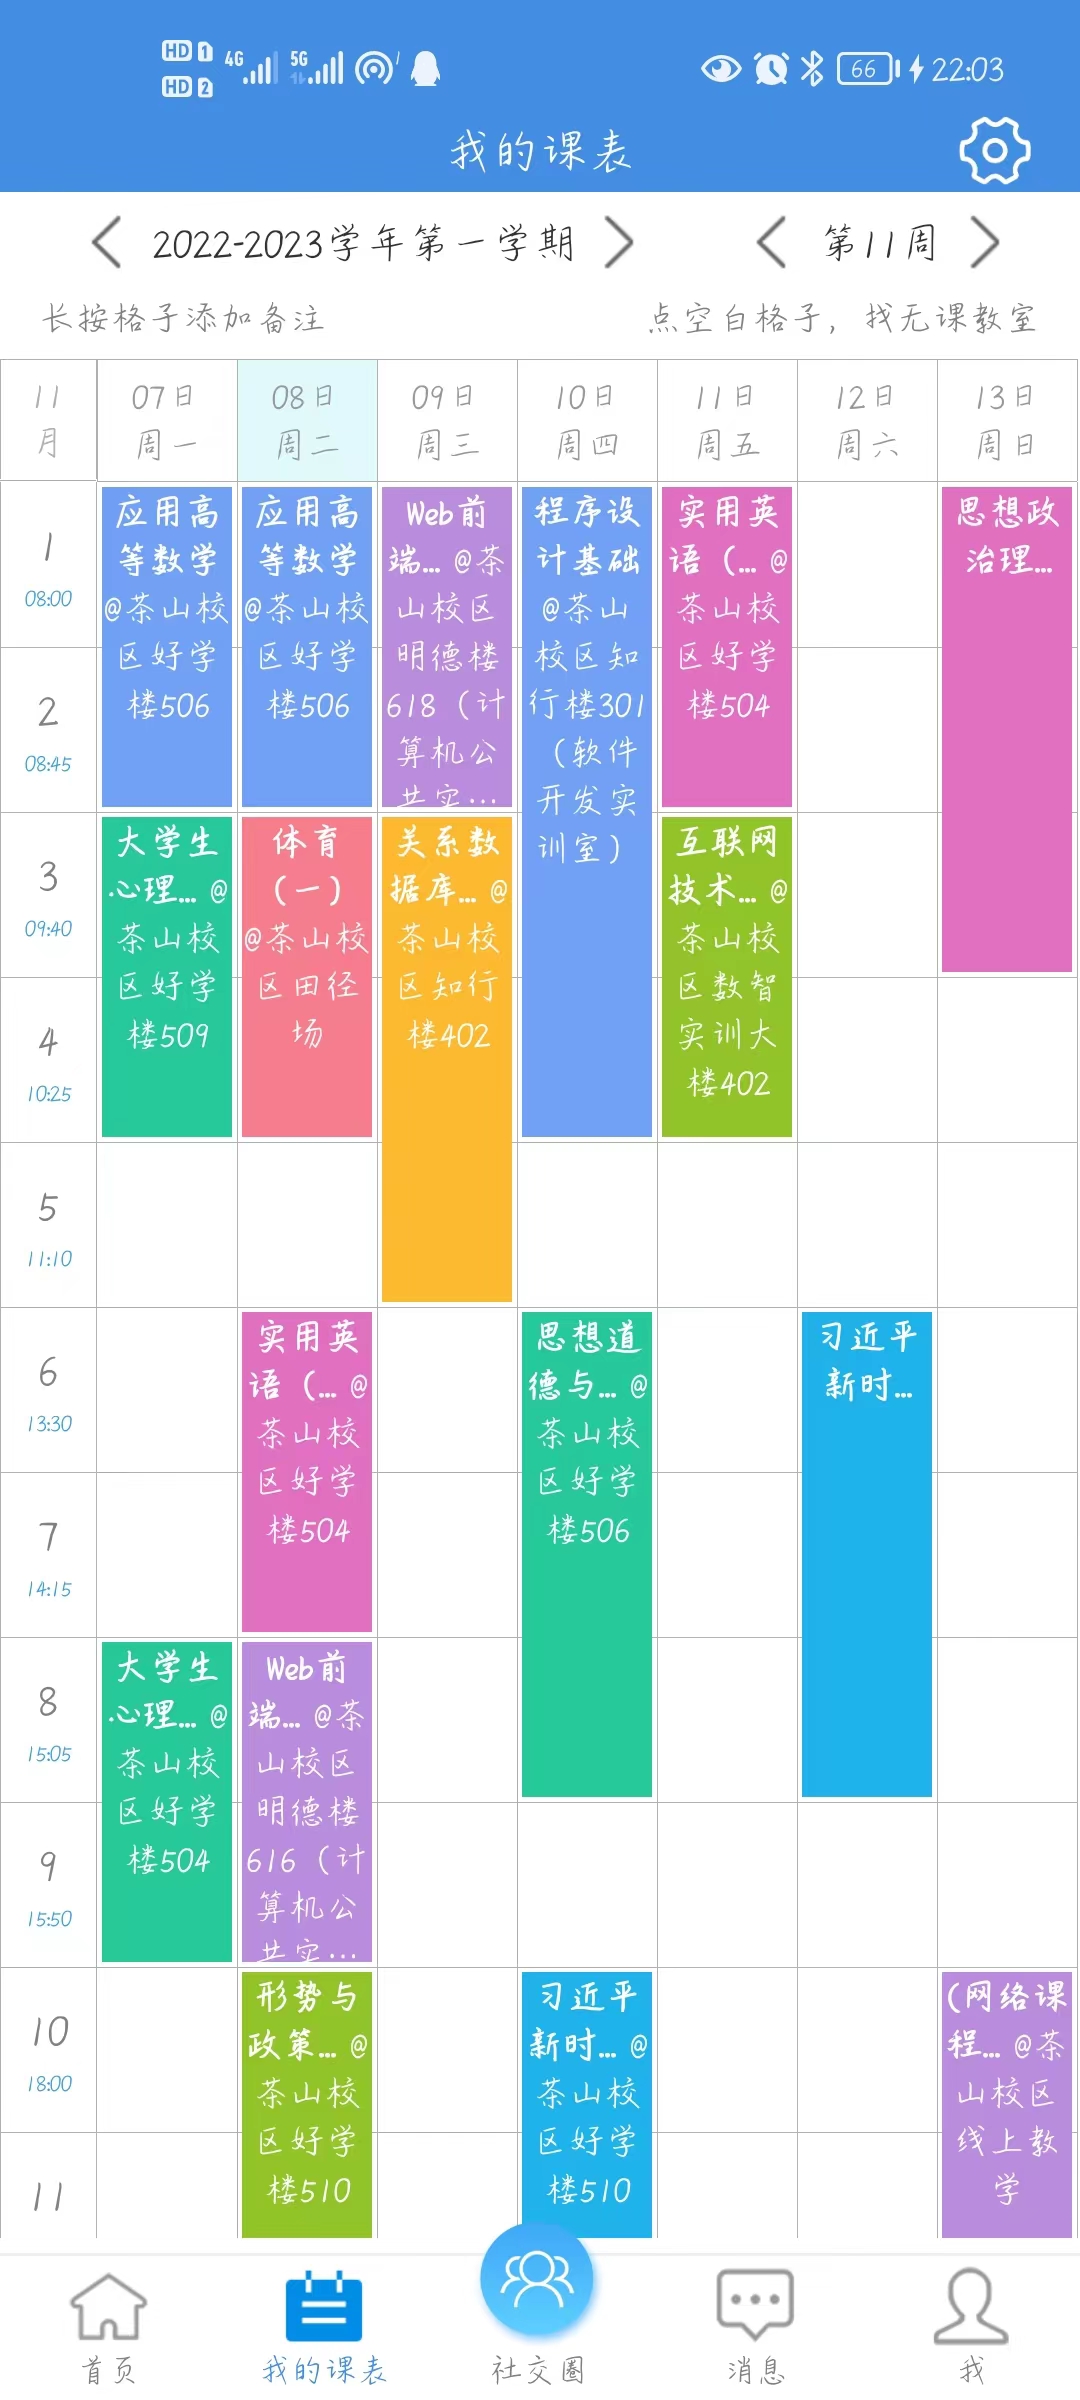 HD 1 4G 5G 66 22:03
HD 2
我的课表
2022-2023学年第一学期 第11周
长按格子添加备注 点空白格子，找无课教室
11月
07日 周一
08日 周二
09日 周三
10日 周四
11日 周五
12日 周六
13日 周日
1
08:00
2
08:45
3
09:40
4
10:25
5
11:10
6
13:30
7
14:15
8
15:05
9
15:50
10
18:00
11
应用高
等数学
@茶山校
区好学
楼506
大学生
心理... @
茶山校
区好学
楼509
大学生
心理... @
茶山校
区好学
楼504
应用高
等数学
@茶山校
区好学
楼506
体育
（一）
@茶山校
区田径
场
实用英
语（... @
茶山校
区好学
楼504
Web前
端... @茶
山校区
明德楼
616（计
算机公
共实...
形势与
政策... @
茶山校
区好学
楼510
Web前
端... @茶
山校区
明德楼
618（计
算机公
共实...
关系数
据库... @
茶山校
区知行
楼402
程序设
计基础
@茶山
校区知
行楼301
（软件
开发实
训室）
思想道
德与... @
茶山校
区好学
楼506
习近平
新时... @
茶山校
区好学
楼510
实用英
语（... @
茶山校
区好学
楼504
互联网
技术... @
茶山校
区数智
实训大
楼402
习近平
新时...
思想政
治理...
(网络课
程... @茶
山校区
线上教
学
首页 我的课表 社交圈 消息 我